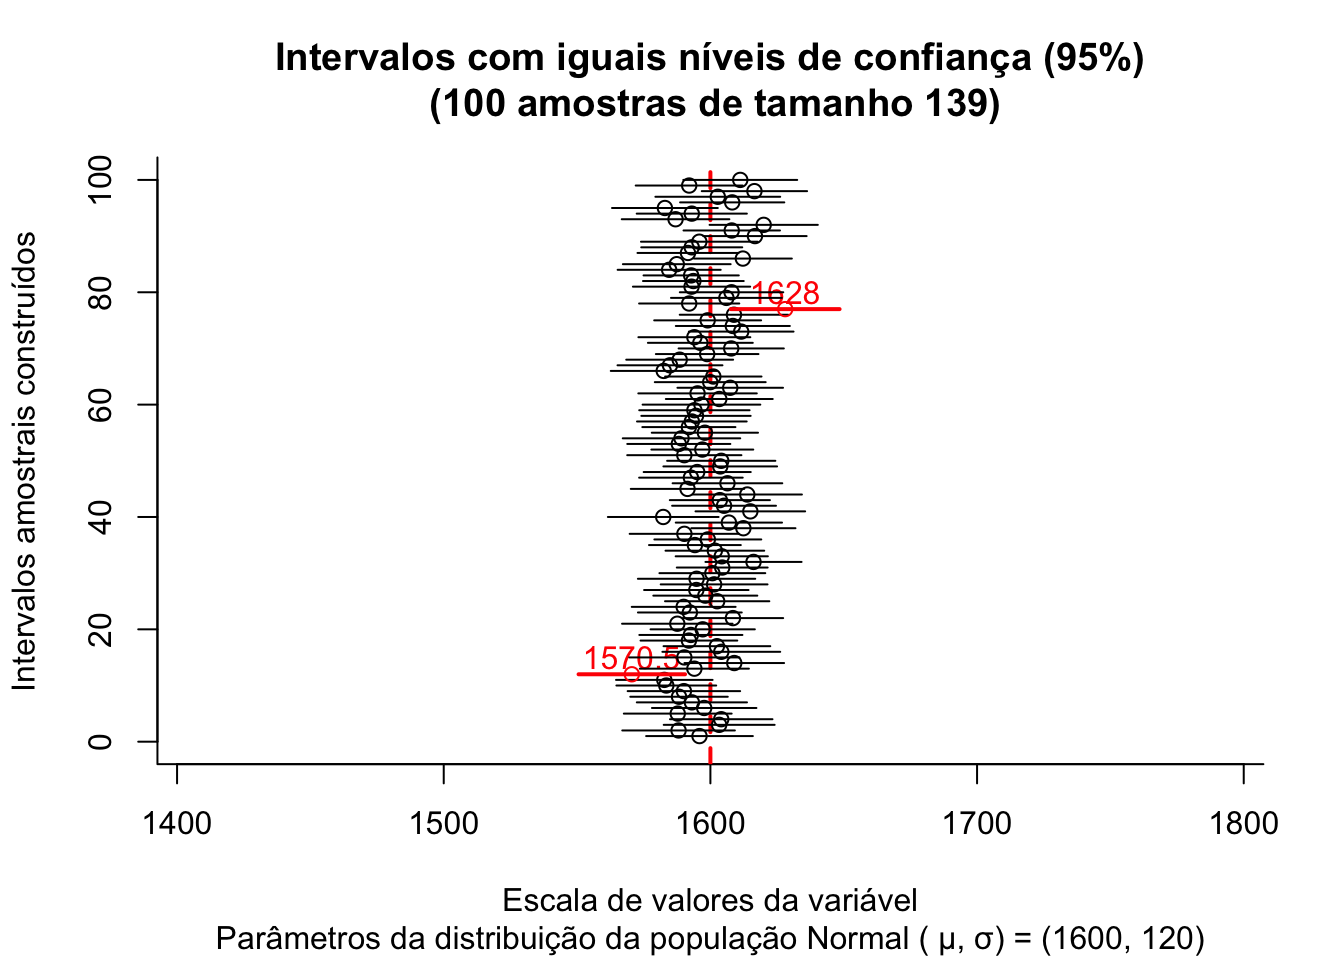 Intervalos com iguais níveis de confiança (95%)
(100 amostras de tamanho 139)
Intervalos amostrais construídos
100
80
60
40
20
0
1628
1570.5
1400
1500
1600
1700
1800
Escala de valores da variável
Parâmetros da distribuição da população Normal ( μ, σ) = (1600, 120)